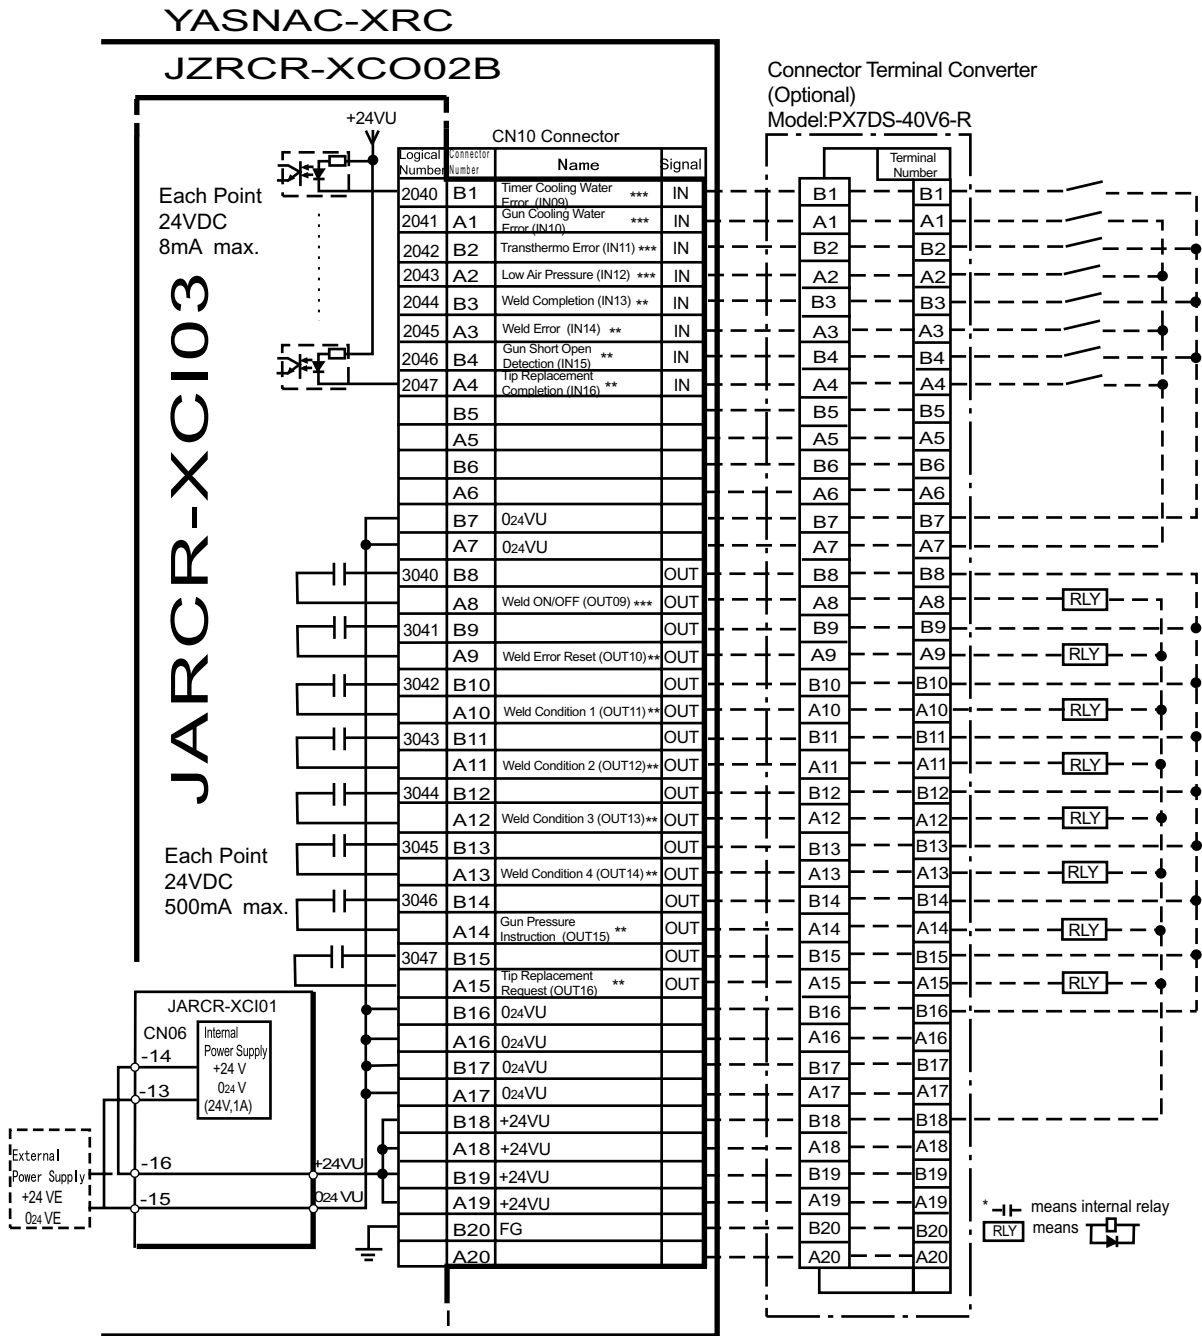 YASNAC-XRC
JZRCR-XCO02B
JARCR-XCI03
Connector Terminal Converter
(Optional)
Model:PX7DS-40V6-R
+24VU
CN10 Connector
Each Point
24VDC
8mA max.
Logical Number Connector Number Name Signal
Terminal Number
2040 B1 Timer Cooling Water Error (IN09) *** IN B1 B1
2041 A1 Gun Cooling Water Error (IN10) *** IN A1 A1
2042 B2 Transthermo Error (IN11) *** IN B2 B2
2043 A2 Low Air Pressure (IN12) *** IN A2 A2
2044 B3 Weld Completion (IN13) ** IN B3 B3
2045 A3 Weld Error (IN14) ** IN A3 A3
2046 B4 Gun Short Open Detection (IN15) ** IN B4 B4
2047 A4 Tip Replacement Completion (IN16) ** IN A4 A4
B5 B5 B5
A5 A5 A5
B6 B6 B6
A6 A6 A6
B7 024VU B7 B7
A7 024VU A7 A7
3040 B8 OUT B8 B8
A8 Weld ON/OFF (OUT09) *** OUT A8 A8 RLY
3041 B9 OUT B9 B9
A9 Weld Error Reset (OUT10) ** OUT A9 A9 RLY
3042 B10 OUT B10 B10
A10 Weld Condition 1 (OUT11) ** OUT A10 A10 RLY
3043 B11 OUT B11 B11
A11 Weld Condition 2 (OUT12) ** OUT A11 A11 RLY
3044 B12 OUT B12 B12
A12 Weld Condition 3 (OUT13) ** OUT A12 A12 RLY
3045 B13 OUT B13 B13
A13 Weld Condition 4 (OUT14) ** OUT A13 A13 RLY
3046 B14 OUT B14 B14
A14 Gun Pressure Instruction (OUT15) ** OUT A14 A14 RLY
3047 B15 OUT B15 B15
A15 Tip Replacement Request (OUT16) ** OUT A15 A15 RLY
B16 024VU B16 B16
A16 024VU A16 A16
B17 024VU B17 B17
A17 024VU A17 A17
B18 +24VU B18 B18
A18 +24VU A18 A18
B19 +24VU B19 B19
A19 +24VU A19 A19
B20 FG B20 B20
A20 A20 A20
Each Point
24VDC
500mA max.
JARCR-XCI01
CN06
-14
-13
-16
-15
Internal
Power Supply
+24 V
024 V
(24V,1A)
+24VU
024 VU
External
Power Supply
+24 VE
024 VE
* means internal relay
RLY means